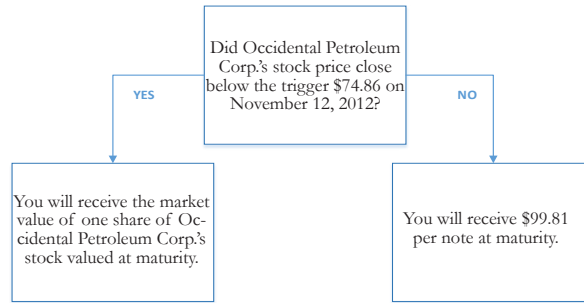 Did Occidental Petroleum
Corp.'s stock price close
below the trigger $74.86 on
November 12, 2012?
YES
NO
You will receive the market
value of one share of Oc-
cidental Petroleum Corp.'s
stock valued at maturity.
You will receive $99.81
per note at maturity.